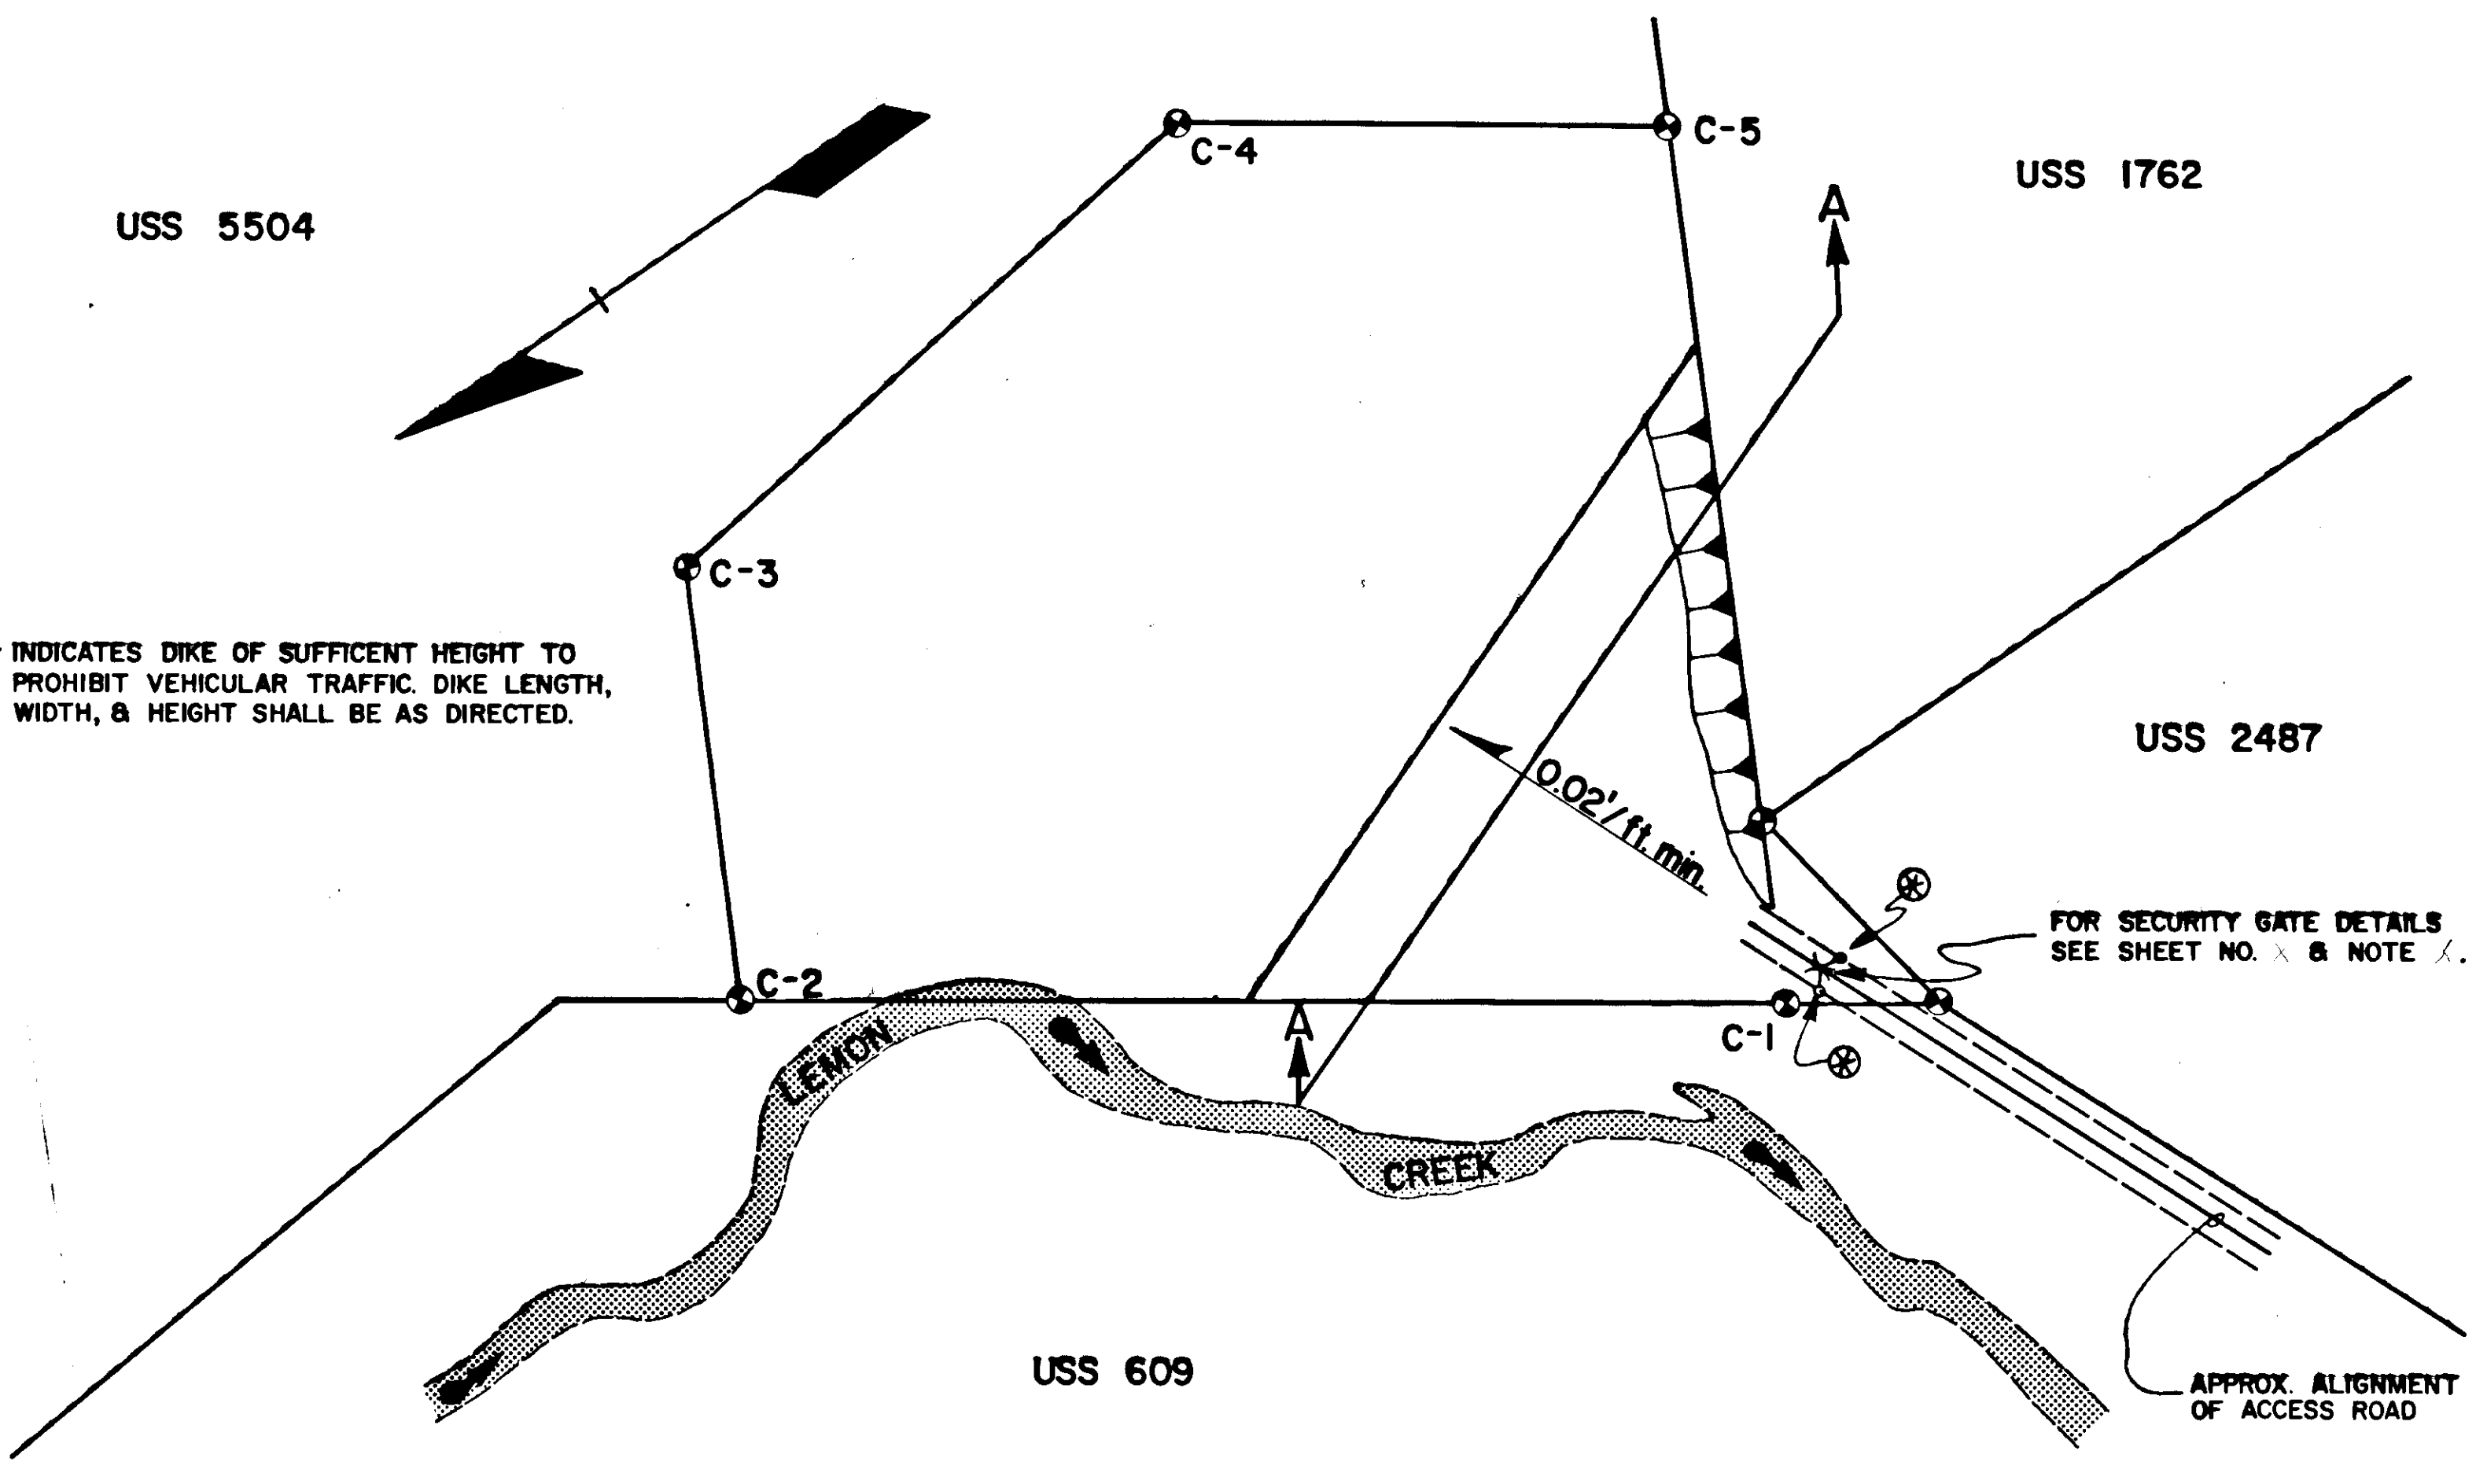 C-4
C-5
USS 1762
USS 5504
A
C-3
INDICATES DIKE OF SUFFICENT HEIGHT TO
PROHIBIT VEHICULAR TRAFFIC. DIKE LENGTH,
WIDTH, & HEIGHT SHALL BE AS DIRECTED.
USS 2487
0.02'/ft. min.
FOR SECURITY GATE DETAILS
SEE SHEET NO. X & NOTE
C-2
A
C-1
LEMON
CREEK
USS 609
APPROX. ALIGNMENT
OF ACCESS ROAD